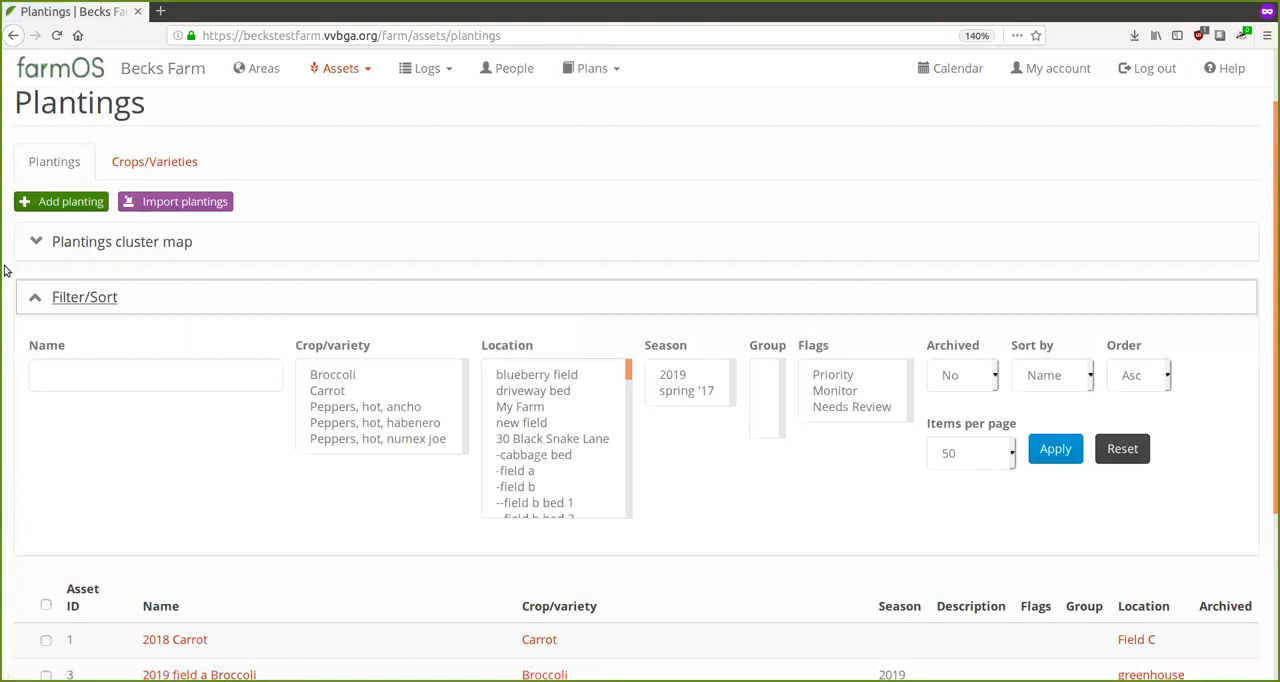 Plantings | Becks Fa
https://beckstestfarm.vvbga.org/farm/assets/plantings
140%
farmOS Becks Farm Areas Assets Logs People Plans Calendar My account Log out Help
Plantings
Plantings Crops/Varieties
Add planting Import plantings
Plantings cluster map
Filter/Sort
Name Crop/variety Location Season Group Flags Archived Sort by Order
Broccoli
Carrot
Peppers, hot, ancho
Peppers, hot, habenero
Peppers, hot, numex joe
blueberry field
driveway bed
My Farm
new field
30 Black Snake Lane
-cabbage bed
-field a
-field b
--field b bed 1
--field b bed 2
2019
spring '17
Priority
Monitor
Needs Review
No Name Asc
Items per page
50 Apply Reset
Asset ID Name Crop/variety Season Description Flags Group Location Archived
1 2018 Carrot Carrot Field C
3 2019 field a Broccoli Broccoli 2019 greenhouse